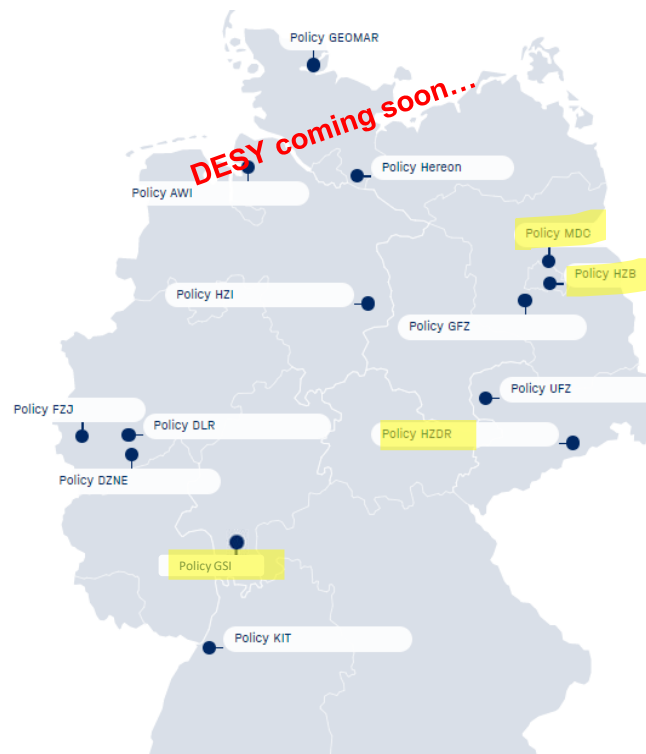 Policy GEOMAR
DESY coming soon...
Policy Hereon
Policy AWI
Policy MDC
Policy HZB
Policy HZI
Policy GFZ
Policy UFZ
Policy FZJ
Policy DLR
Policy HZDR
Policy DZNE
Policy GSI
Policy KIT